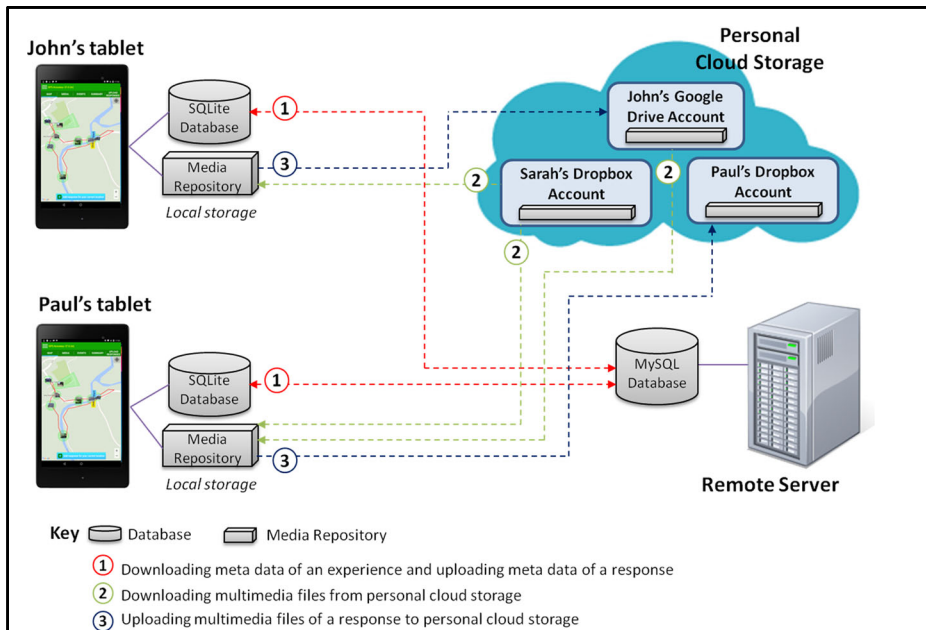 John's tablet
Personal
Cloud Storage
SQLite
Database
1
John's Google
Drive Account
Media
Repository
3
2
Sarah's Dropbox
Account
2
Paul's Dropbox
Account
Local storage
2
Paul's tablet
SQLite
Database
1
MySQL
Database
Media
Repository
3
Local storage
Remote Server
Key
Database
Media Repository
1 Downloading meta data of an experience and uploading meta data of a response
2 Downloading multimedia files from personal cloud storage
3 Uploading multimedia files of a response to personal cloud storage